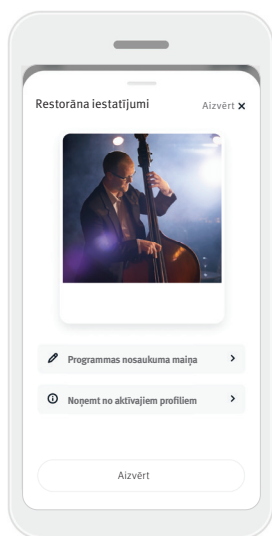 Restorāna iestatījumi
Aizvērt ×
Programmas nosaukuma maiņa
Noņemt no aktīvajiem profiliem
Aizvērt